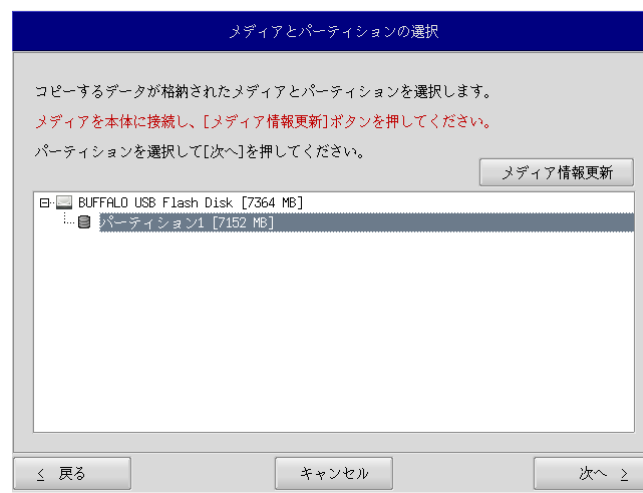 メディアとパーティションの選択
コピーするデータが格納されたメディアとパーティションを選択します。
メディアを本体に接続し、[メディア情報更新]ボタンを押してください。
パーティションを選択して[次へ]を押してください。
メディア情報更新
BUFFALO USB Flash Disk [7364 MB]
パーティション1 [7152 MB]
< 戻る
キャンセル
次へ >